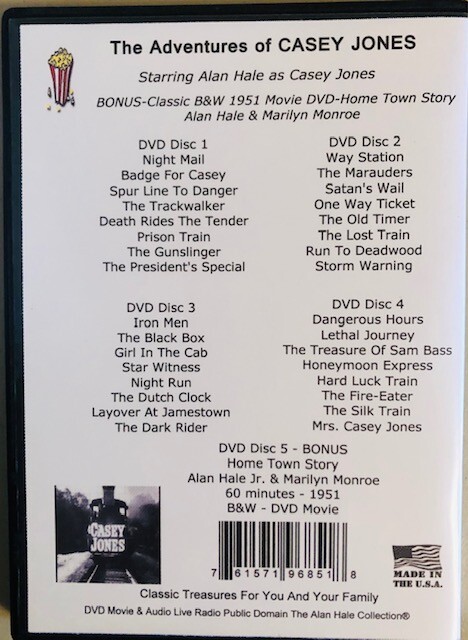 The Adventures of CASEY JONES
Starring Alan Hale as Casey Jones
BONUS-Classic B&W 1951 Movie DVD-Home Town Story
Alan Hale & Marilyn Monroe
DVD Disc 1
Night Mail
Badge For Casey
Spur Line To Danger
The Trackwalker
Death Rides The Tender
Prison Train
The Gunslinger
The President's Special
DVD Disc 2
Way Station
The Marauders
Satan's Wail
One Way Ticket
The Old Timer
The Lost Train
Run To Deadwood
Storm Warning
DVD Disc 3
Iron Men
The Black Box
Girl In The Cab
Star Witness
Night Run
The Dutch Clock
Layover At Jamestown
The Dark Rider
DVD Disc 4
Dangerous Hours
Lethal Journey
The Treasure Of Sam Bass
Honeymoon Express
Hard Luck Train
The Fire-Eater
The Silk Train
Mrs. Casey Jones
DVD Disc 5 - BONUS
Home Town Story
Alan Hale Jr. & Marilyn Monroe
60 minutes - 1951
B&W - DVD Movie
CASEY
JONES
7 61571 96851 8
MADE IN
THE U.S.A.
Classic Treasures For You And Your Family
DVD Movie & Audio Live Radio Public Domain The Alan Hale Collection®